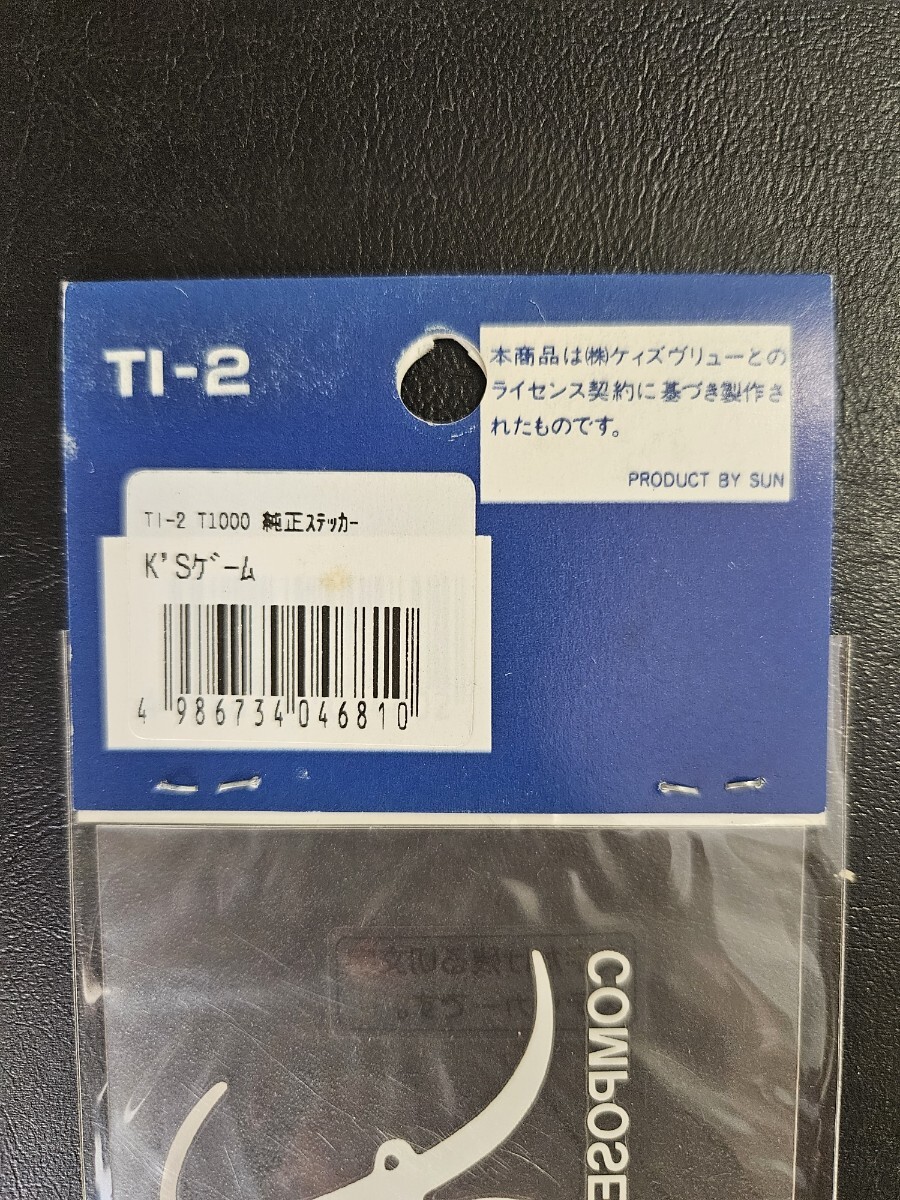 TI-2
本商品は㈱ケィズヴリューとの
ライセンス契約に基づき製作さ
れたものです。
PRODUCT BY SUN
TI-2 T1000 純正ｽﾃｯｶｰ
K'Sｹﾞｰﾑ
4 986734 046810
COMPOSE